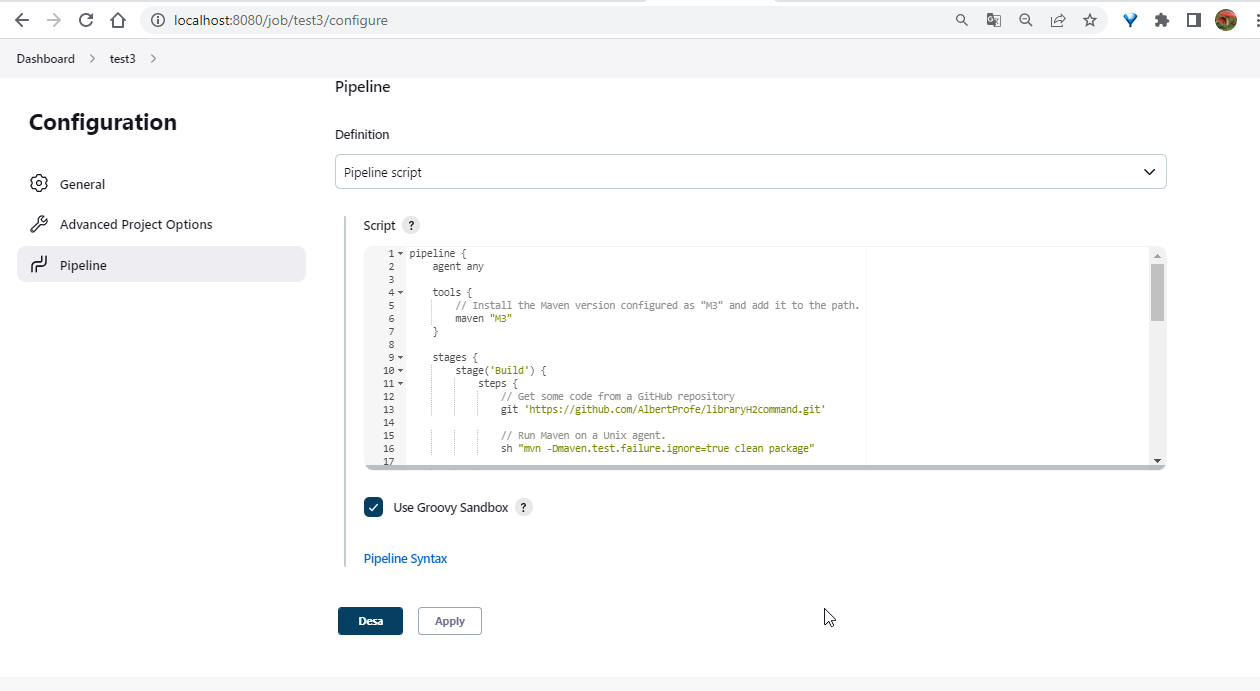 localhost:8080/job/test3/configure
Dashboard > test3 >
Pipeline
Configuration
Definition
General
Pipeline script
Advanced Project Options
Script ?
Pipeline
1 pipeline {
2 agent any
3
4 tools {
5 // Install the Maven version configured as "M3" and add it to the path.
6 maven "M3"
7 }
8
9 stages {
10 stage('Build') {
11 steps {
12 // Get some code from a GitHub repository
13 git 'https://github.com/AlbertProfe/libraryH2command.git'
14
15 // Run Maven on a Unix agent.
16 sh "mvn -Dmaven.test.failure.ignore=true clean package"
17
Use Groovy Sandbox ?
Pipeline Syntax
Desa
Apply